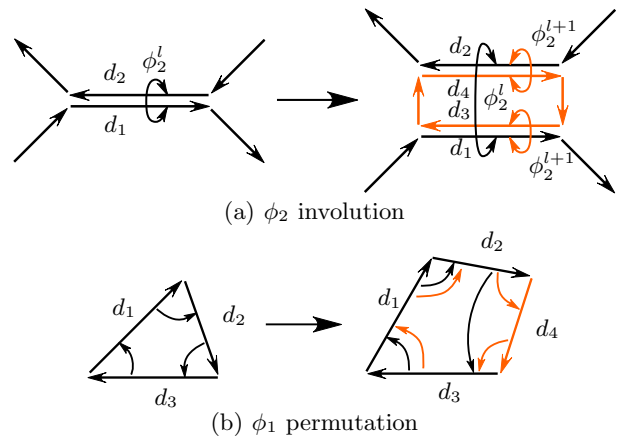 ϕ₂ˡ
d₂
d₁
ϕ₂ˡ⁺¹
d₂
d₄
ϕ₂ˡ
d₃
d₁
ϕ₂ˡ⁺¹
(a) ϕ₂ involution
d₁
d₂
d₃
d₂
d₁
d₄
d₃
(b) ϕ₁ permutation